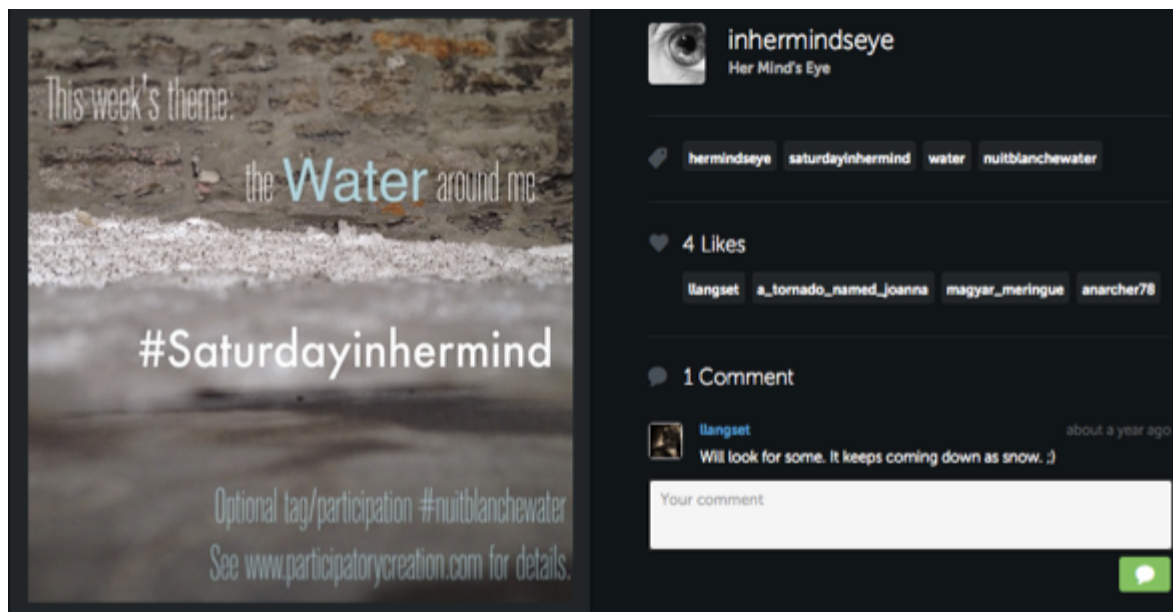 This week's theme:
the Water around me
#Saturdayinhermind
Optional tag/participation #nuitblanchewater
See www.participatorycreation.com for details.
inhermindseye
Her Mind's Eye
hermindseye saturdayinhermind water nuitblanchewater
4 Likes
llangset a_tornado_named_joanna magyar_meringue anarcher78
1 Comment
llangset about a year ago
Will look for some. It keeps coming down as snow. ;)
Your comment